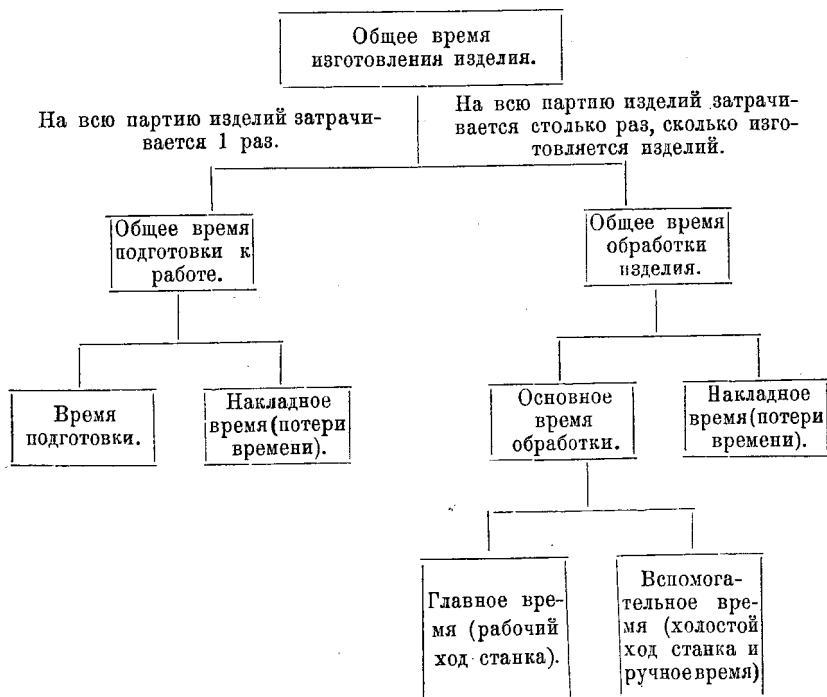 Общее время
изготовления изделия.
На всю партию изделий затрачи-
вается 1 раз.
На всю партию изделий затрачи-
вается столько раз, сколько изго-
товляется изделий.
Общее время
подготовки к
работе.
Общее время
обработки
изделия.
Время
подготовки.
Накладное
время (потери
времени).
Основное
время
обработки.
Накладное
время (потери
времени).
Главное вре-
мя (рабочий
ход станка).
Вспомога-
тельное вре-
мя (холостой
ход станка и
ручное время)